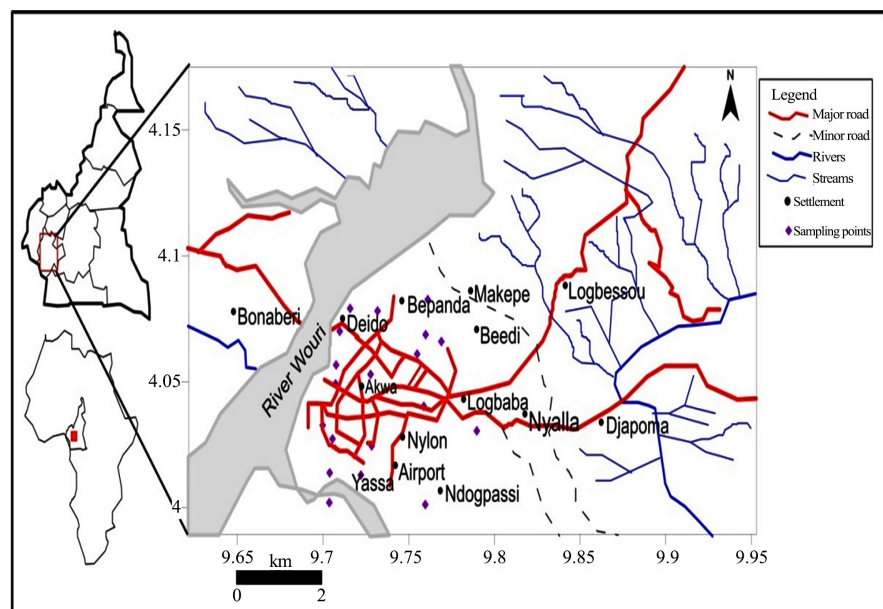 N
Legend
Major road
Minor road
Rivers
Streams
Settlement
Sampling points
4.15
4.1
4.05
4
Bonaberi
Deido
Bepanda
Makepe
Beedi
Logbessou
River Wouri
Akwa
Logbaba
Nyalla
Djapoma
Nylon
Airport
Yassa
Ndogpassi
9.65 9.7 9.75 9.8 9.85 9.9 9.95
km
0 2